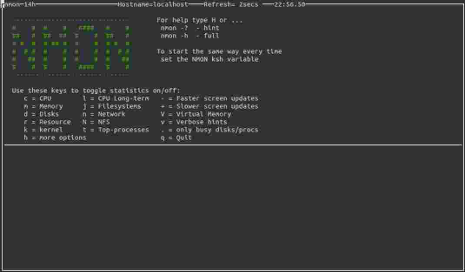 nmon-14h Hostname=localhost Refresh= 2secs 22:56.50
For help type H or ...
nmon -? - hint
nmon -h - full
To start the same way every time
set the NMON ksh variable
Use these keys to toggle statistics on/off:
c = CPU l = CPU Long-term - = Faster screen updates
m = Memory j = Filesystems + = Slower screen updates
d = Disks n = Network V = Virtual Memory
r = Resource N = NFS v = Verbose hints
k = kernel t = Top-processes . = only busy disks/procs
h = more options q = Quit